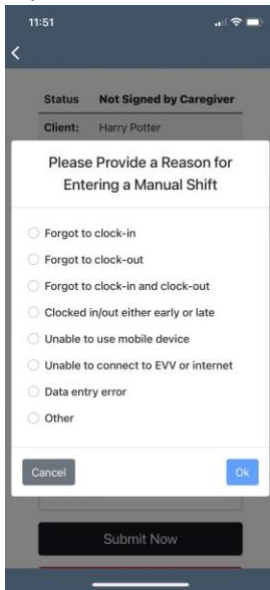 11:51
Status Not Signed by Caregiver
Client: Harry Potter
Please Provide a Reason for
Entering a Manual Shift
Forgot to clock-in
Forgot to clock-out
Forgot to clock-in and clock-out
Clocked in/out either early or late
Unable to use mobile device
Unable to connect to EVV or internet
Data entry error
Other
Cancel Ok
Submit Now